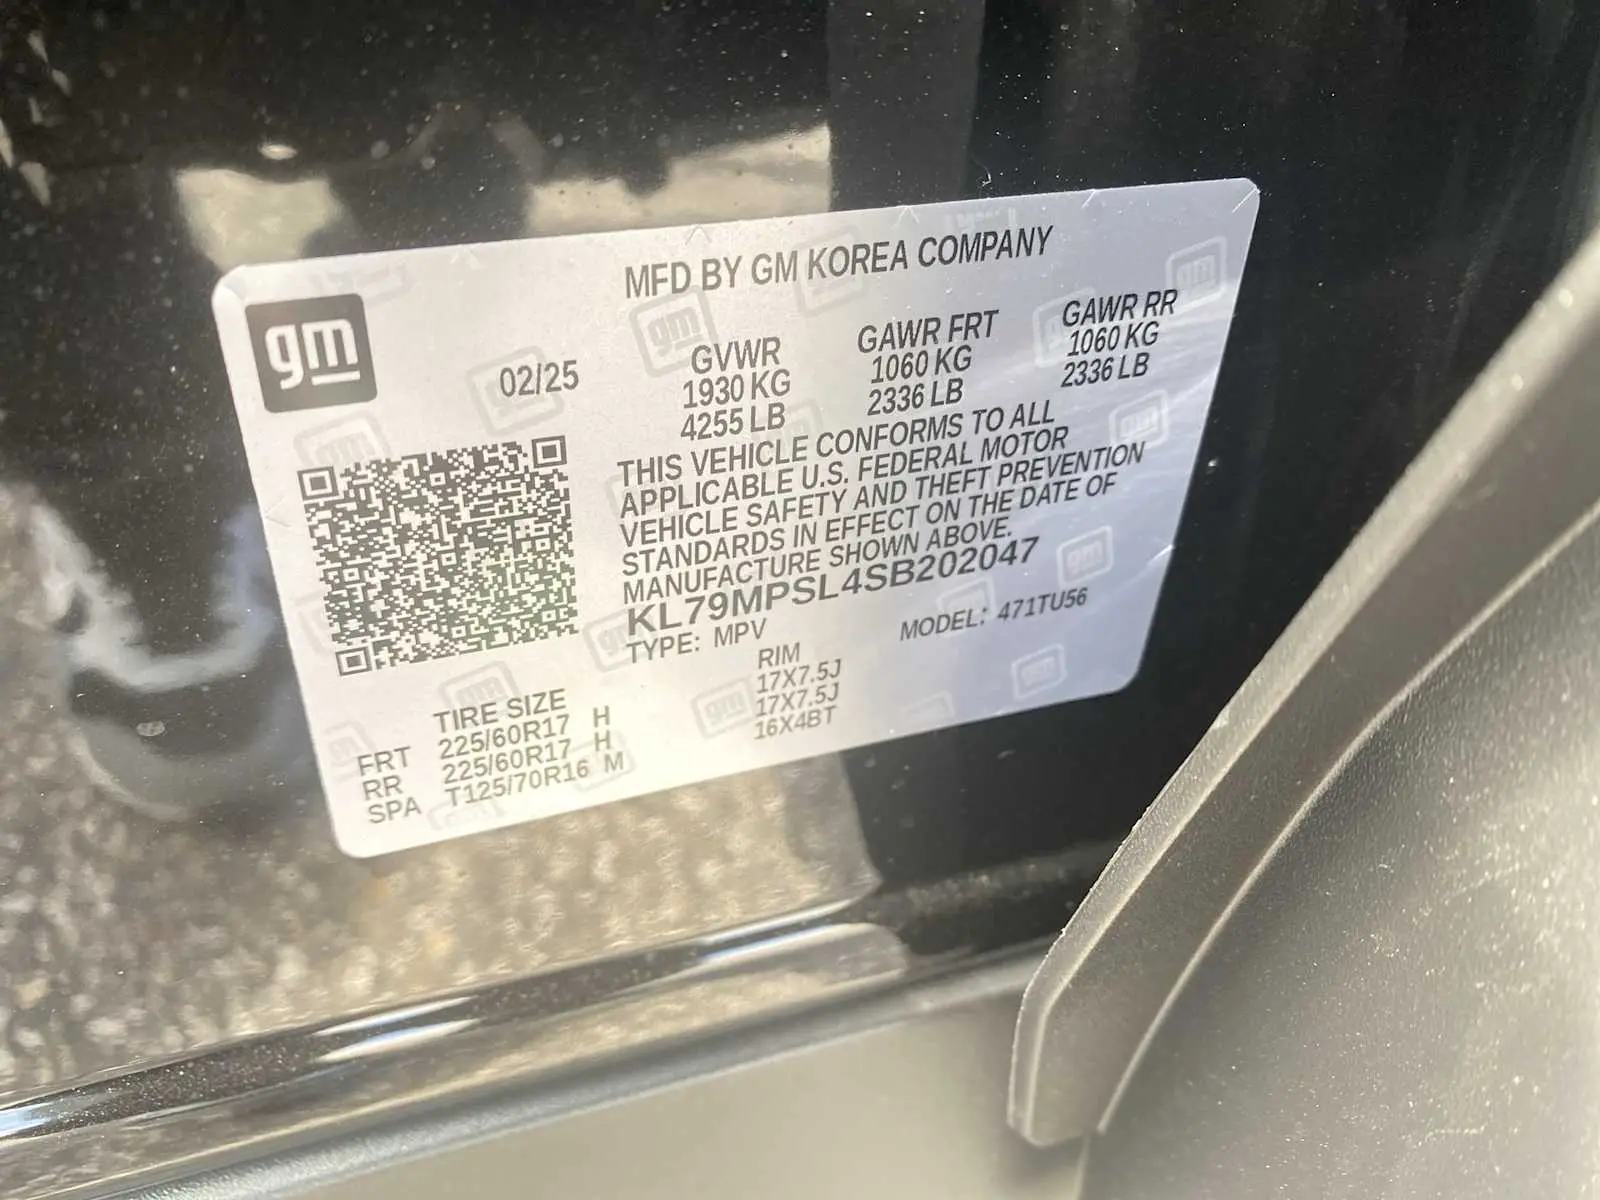 MFD BY GM KOREA COMPANY
gm
02/25
GVWR GAWR FRT GAWR RR
1930 KG 1060 KG 1060 KG
4255 LB 2336 LB 2336 LB
THIS VEHICLE CONFORMS TO ALL
APPLICABLE U.S. FEDERAL MOTOR
VEHICLE SAFETY AND THEFT PREVENTION
STANDARDS IN EFFECT ON THE DATE OF
MANUFACTURE SHOWN ABOVE.
KL79MPSL4SB202047
TYPE: MPV MODEL: 471TU56
TIRE SIZE RIM
FRT 225/60R17 H 17X7.5J
RR 225/60R17 H 17X7.5J
SPA T125/70R16 M 16X4BT